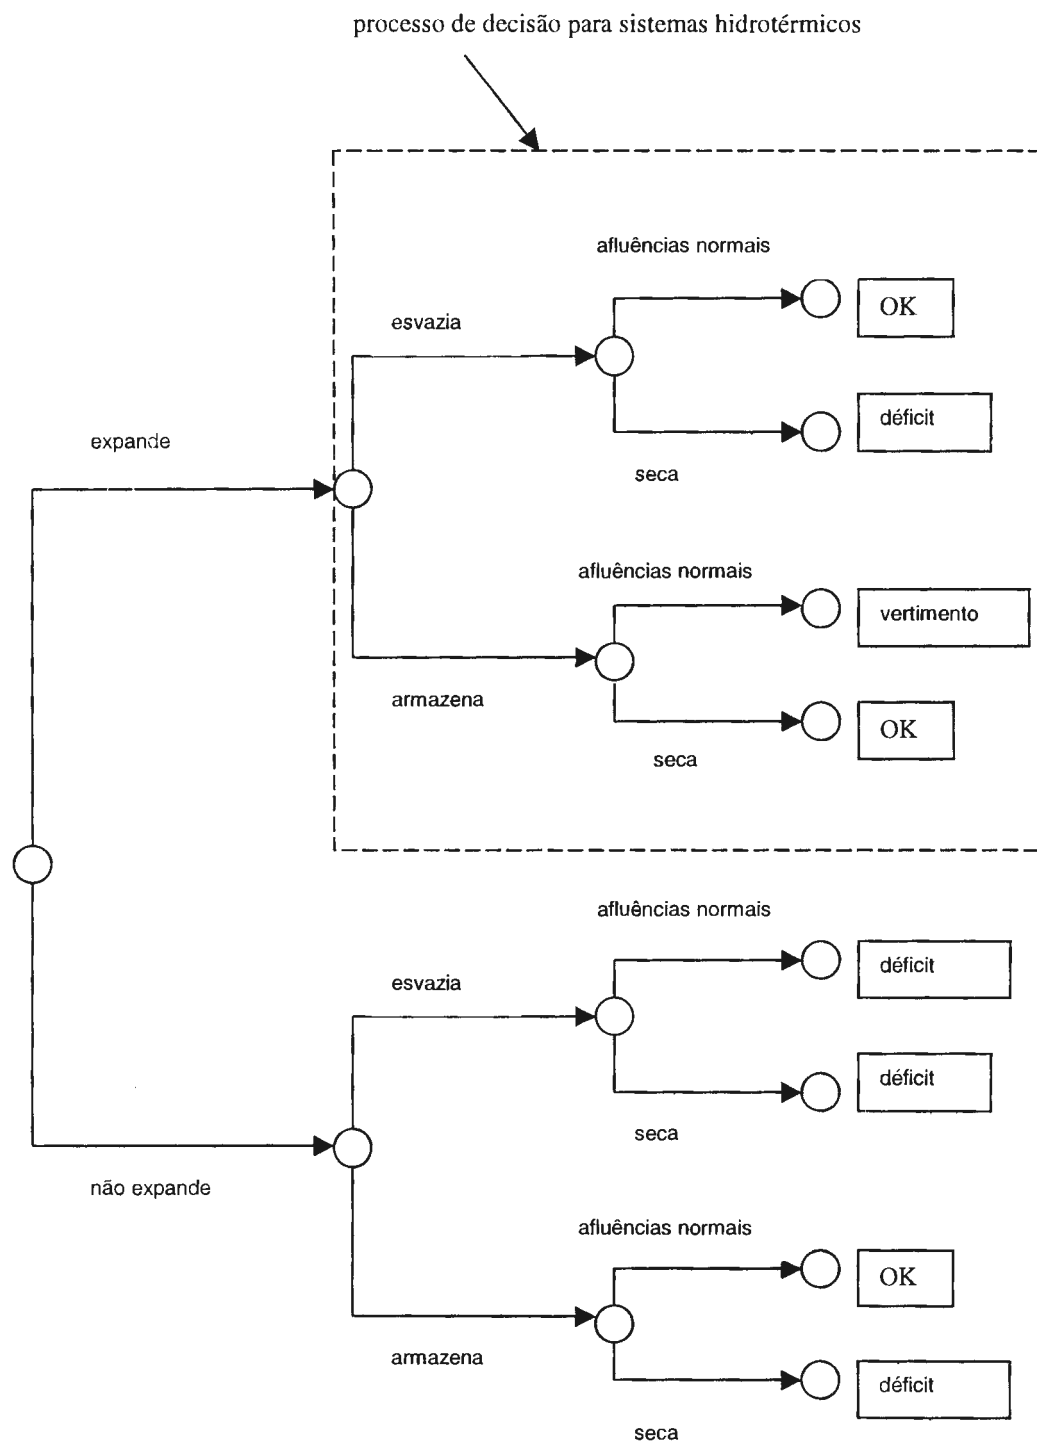 processo de decisão para sistemas hidrotérmicos
afluências normais
OK
esvazia
déficit
expande
seca
afluências normais
vertimento
armazena
OK
seca
afluências normais
déficit
esvazia
déficit
seca
não expande
afluências normais
OK
armazena
déficit
seca